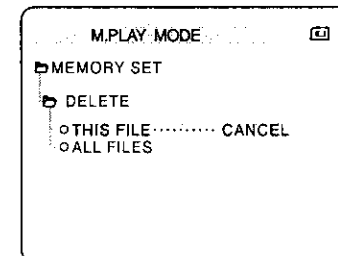 M.PLAY MODE
MEMORY SET
DELETE
THIS FILE·········· CANCEL
ALL FILES